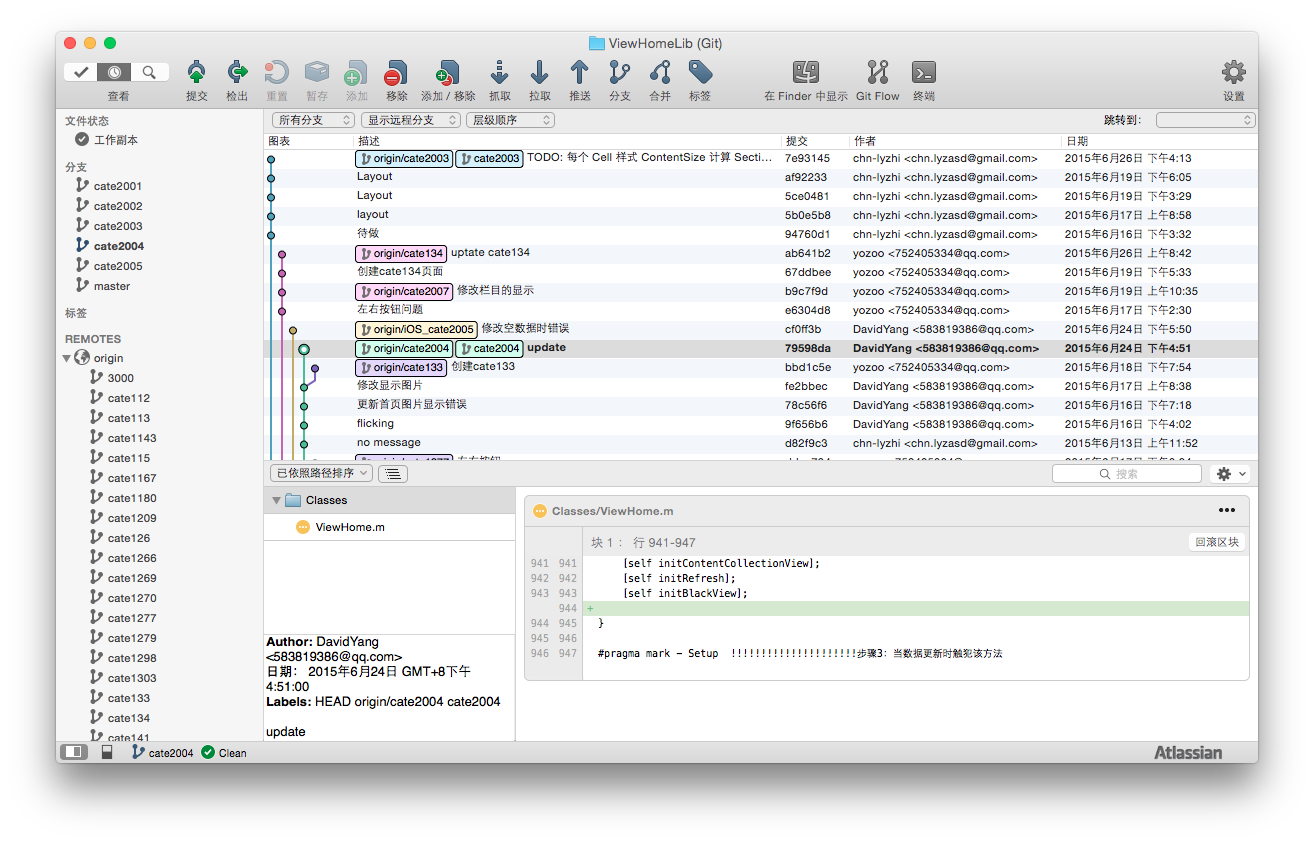 ViewHomeLib (Git)
查看 提交 检出 重置 暂存 添加 移除 添加 / 移除 抓取 拉取 推送 分支 合并 标签 在 Finder 中显示 Git Flow 终端 设置
文件状态
工作副本
分支
cate2001
cate2002
cate2003
cate2004
cate2005
master
标签
REMOTES
origin
3000
cate112
cate113
cate1143
cate115
cate1167
cate1180
cate1209
cate126
cate1266
cate1269
cate1270
cate1277
cate1279
cate1298
cate1303
cate133
cate134
cate141
所有分支 显示远程分支 层级顺序 跳转到：
图表 描述 提交 作者 日期
origin/cate2003 cate2003 TODO: 每个 Cell 样式 ContentSize 计算 Secti... 7e93145 chn-lyzhi <chn.lyzasd@gmail.com> 2015年6月26日 下午4:13
Layout af92233 chn-lyzhi <chn.lyzasd@gmail.com> 2015年6月19日 下午6:05
Layout 5ce0481 chn-lyzhi <chn.lyzasd@gmail.com> 2015年6月19日 下午3:29
layout 5b0e5b8 chn-lyzhi <chn.lyzasd@gmail.com> 2015年6月17日 上午8:58
待做 94760d1 chn-lyzhi <chn.lyzasd@gmail.com> 2015年6月16日 下午3:32
origin/cate134 uptate cate134 ab641b2 yozoo <752405334@qq.com> 2015年6月26日 上午8:42
创建cate134页面 67ddbee yozoo <752405334@qq.com> 2015年6月19日 下午5:33
origin/cate2007 修改栏目的显示 b9c7f9d yozoo <752405334@qq.com> 2015年6月19日 上午10:35
左右按钮问题 e6304d8 yozoo <752405334@qq.com> 2015年6月17日 下午2:30
origin/iOS_cate2005 修改空数据时错误 cf0ff3b DavidYang <583819386@qq.com> 2015年6月24日 下午5:50
origin/cate2004 cate2004 update 79598da DavidYang <583819386@qq.com> 2015年6月24日 下午4:51
origin/cate133 创建cate133 bbd1c5e yozoo <752405334@qq.com> 2015年6月18日 下午7:54
修改显示图片 fe2bbec DavidYang <583819386@qq.com> 2015年6月17日 上午8:38
更新首页图片显示错误 78c56f6 DavidYang <583819386@qq.com> 2015年6月16日 下午7:18
flicking 9f656b6 DavidYang <583819386@qq.com> 2015年6月16日 下午4:02
no message d82f9c3 chn-lyzhi <chn.lyzasd@gmail.com> 2015年6月13日 上午11:52
已依照路径排序 搜索
Classes
ViewHome.m
Author: DavidYang
<583819386@qq.com>
日期： 2015年6月24日 GMT+8下午
4:51:00
Labels: HEAD origin/cate2004 cate2004
update
Classes/ViewHome.m •••
块 1： 行 941-947 回滚区块
941 941 [self initContentCollectionView];
942 942 [self initRefresh];
943 943 [self initBlackView];
944 +
944 945 }
945 946
946 947 #pragma mark - Setup !!!!!!!!!!!!!!!!!!!!!步骤3：当数据更新时触犯该方法
cate2004 Clean Atlassian